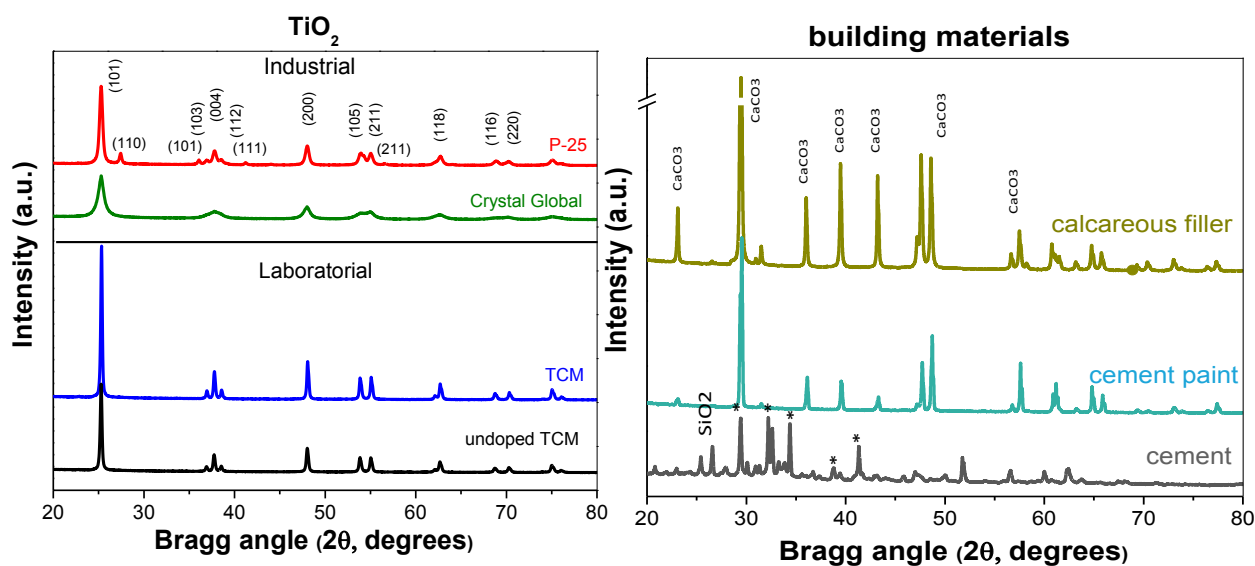 TiO2
Industrial
(101)
(110)
(101)
(103)
(004)
(112)
(111)
(200)
(105)
(211)
(211)
(118)
(116)
(220)
P-25
Crystal Global
Laboratorial
TCM
undoped TCM
Intensity (a.u.)
20 30 40 50 60 70 80
Bragg angle (2θ, degrees)
building materials
CaCO3
CaCO3
CaCO3
CaCO3
CaCO3
CaCO3
CaCO3
calcareous filler
cement paint
SiO2
* * * * *
cement
Intensity (a.u.)
20 30 40 50 60 70 80
Bragg angle (2θ, degrees)